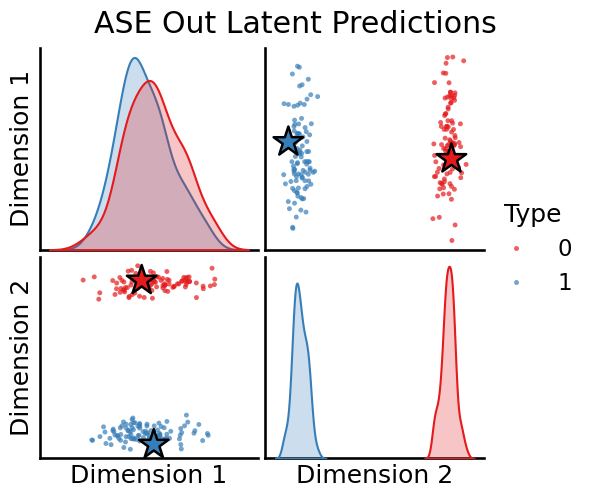 ASE Out Latent Predictions
Dimension 1
Dimension 2
Dimension 1
Dimension 2
Type
0
1